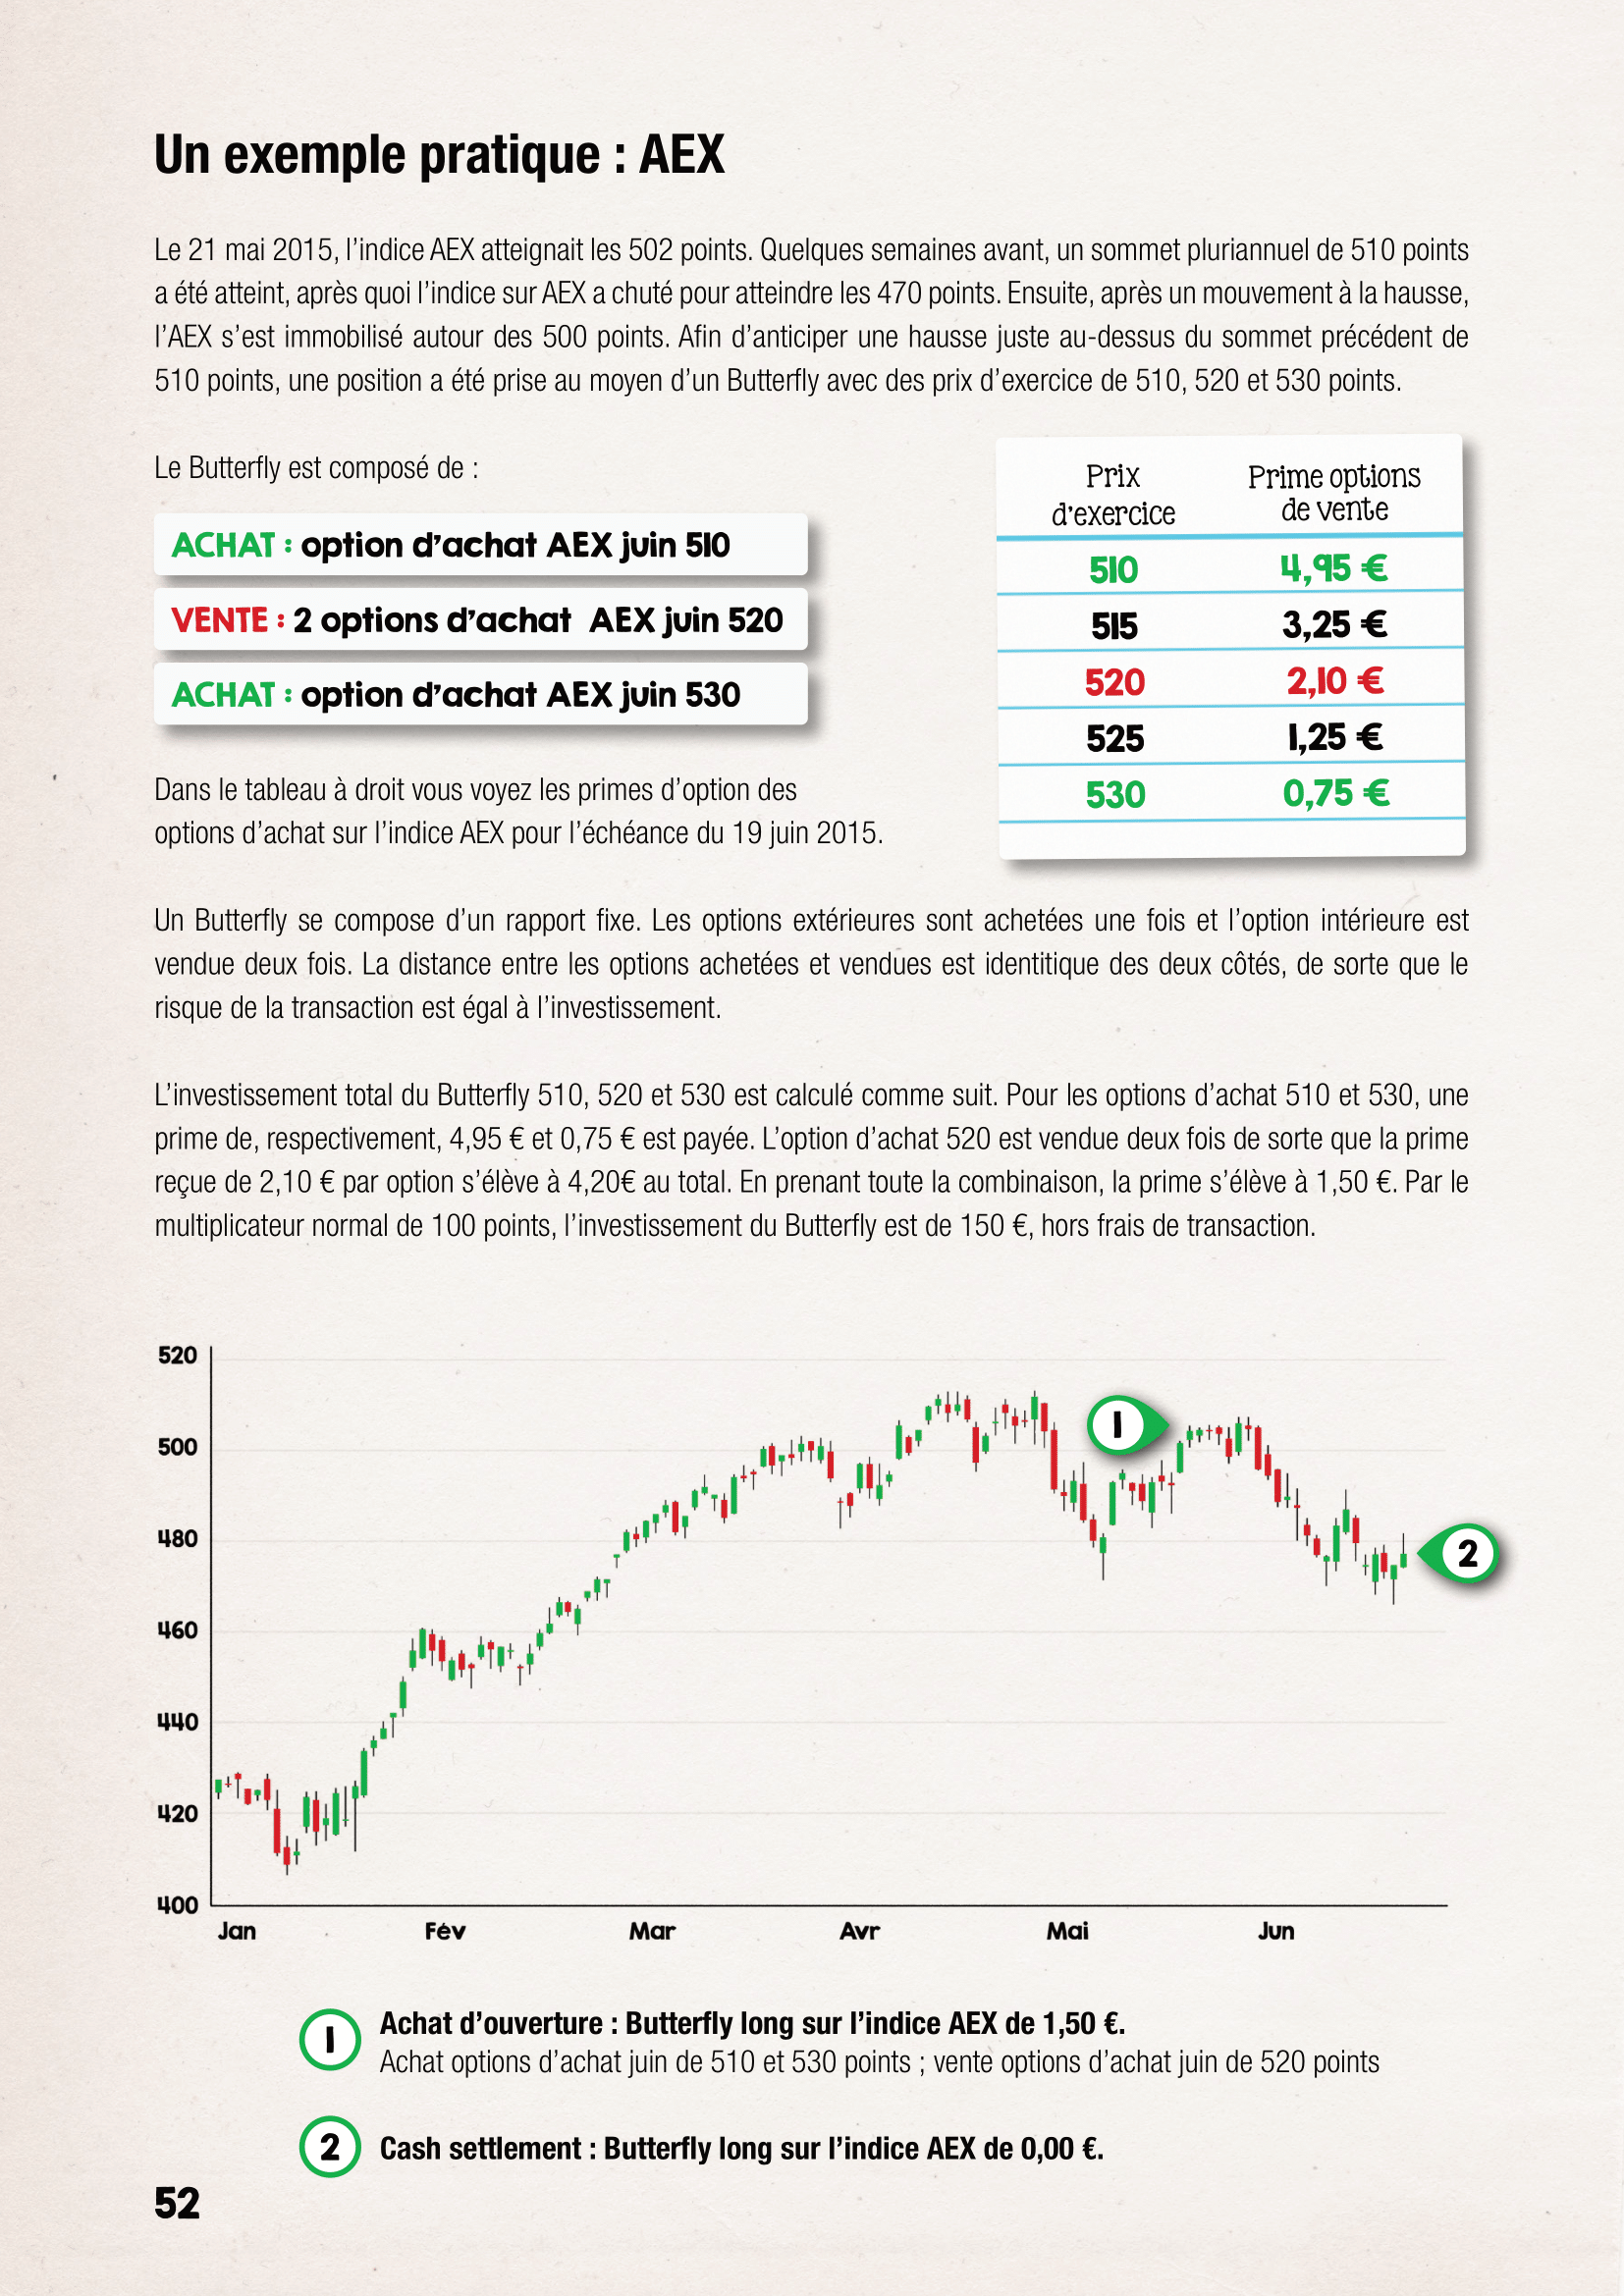 Un exemple pratique : AEX
Le 21 mai 2015, l’indice AEX atteignait les 502 points. Quelques semaines avant, un sommet pluriannuel de 510 points
a été atteint, après quoi l’indice sur AEX a chuté pour atteindre les 470 points. Ensuite, après un mouvement à la hausse,
l’AEX s’est immobilisé autour des 500 points. Afin d’anticiper une hausse juste au-dessus du sommet précédent de
510 points, une position a été prise au moyen d’un Butterfly avec des prix d’exercice de 510, 520 et 530 points.
Le Butterfly est composé de :
ACHAT : option d’achat AEX juin 510
VENTE : 2 options d’achat AEX juin 520
ACHAT : option d’achat AEX juin 530
Dans le tableau à droit vous voyez les primes d’option des
options d’achat sur l’indice AEX pour l’échéance du 19 juin 2015.
Prix Prime options
d’exercice de vente
510 4,95 €
515 3,25 €
520 2,10 €
525 1,25 €
530 0,75 €
Un Butterfly se compose d’un rapport fixe. Les options extérieures sont achetées une fois et l’option intérieure est
vendue deux fois. La distance entre les options achetées et vendues est identitique des deux côtés, de sorte que le
risque de la transaction est égal à l’investissement.
L’investissement total du Butterfly 510, 520 et 530 est calculé comme suit. Pour les options d’achat 510 et 530, une
prime de, respectivement, 4,95 € et 0,75 € est payée. L’option d’achat 520 est vendue deux fois de sorte que la prime
reçue de 2,10 € par option s’élève à 4,20€ au total. En prenant toute la combinaison, la prime s’élève à 1,50 €. Par le
multiplicateur normal de 100 points, l’investissement du Butterfly est de 150 €, hors frais de transaction.
520
500
480
460
440
420
400
1
2
Jan Fév Mar Avr Mai Jun
1 Achat d’ouverture : Butterfly long sur l’indice AEX de 1,50 €.
Achat options d’achat juin de 510 et 530 points ; vente options d’achat juin de 520 points
2 Cash settlement : Butterfly long sur l’indice AEX de 0,00 €.
52